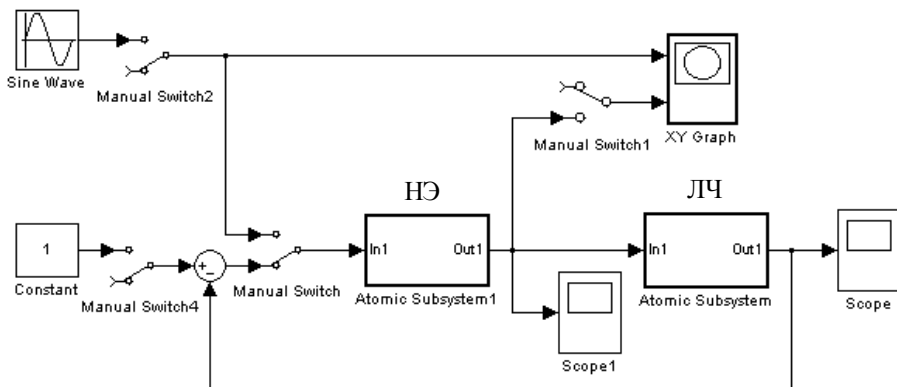 Sine Wave
Manual Switch2
XY Graph
Manual Switch1
НЭ
ЛЧ
1
Constant
Manual Switch4
+
−
Manual Switch
In1
Out1
Atomic Subsystem1
Scope1
In1
Out1
Atomic Subsystem
Scope